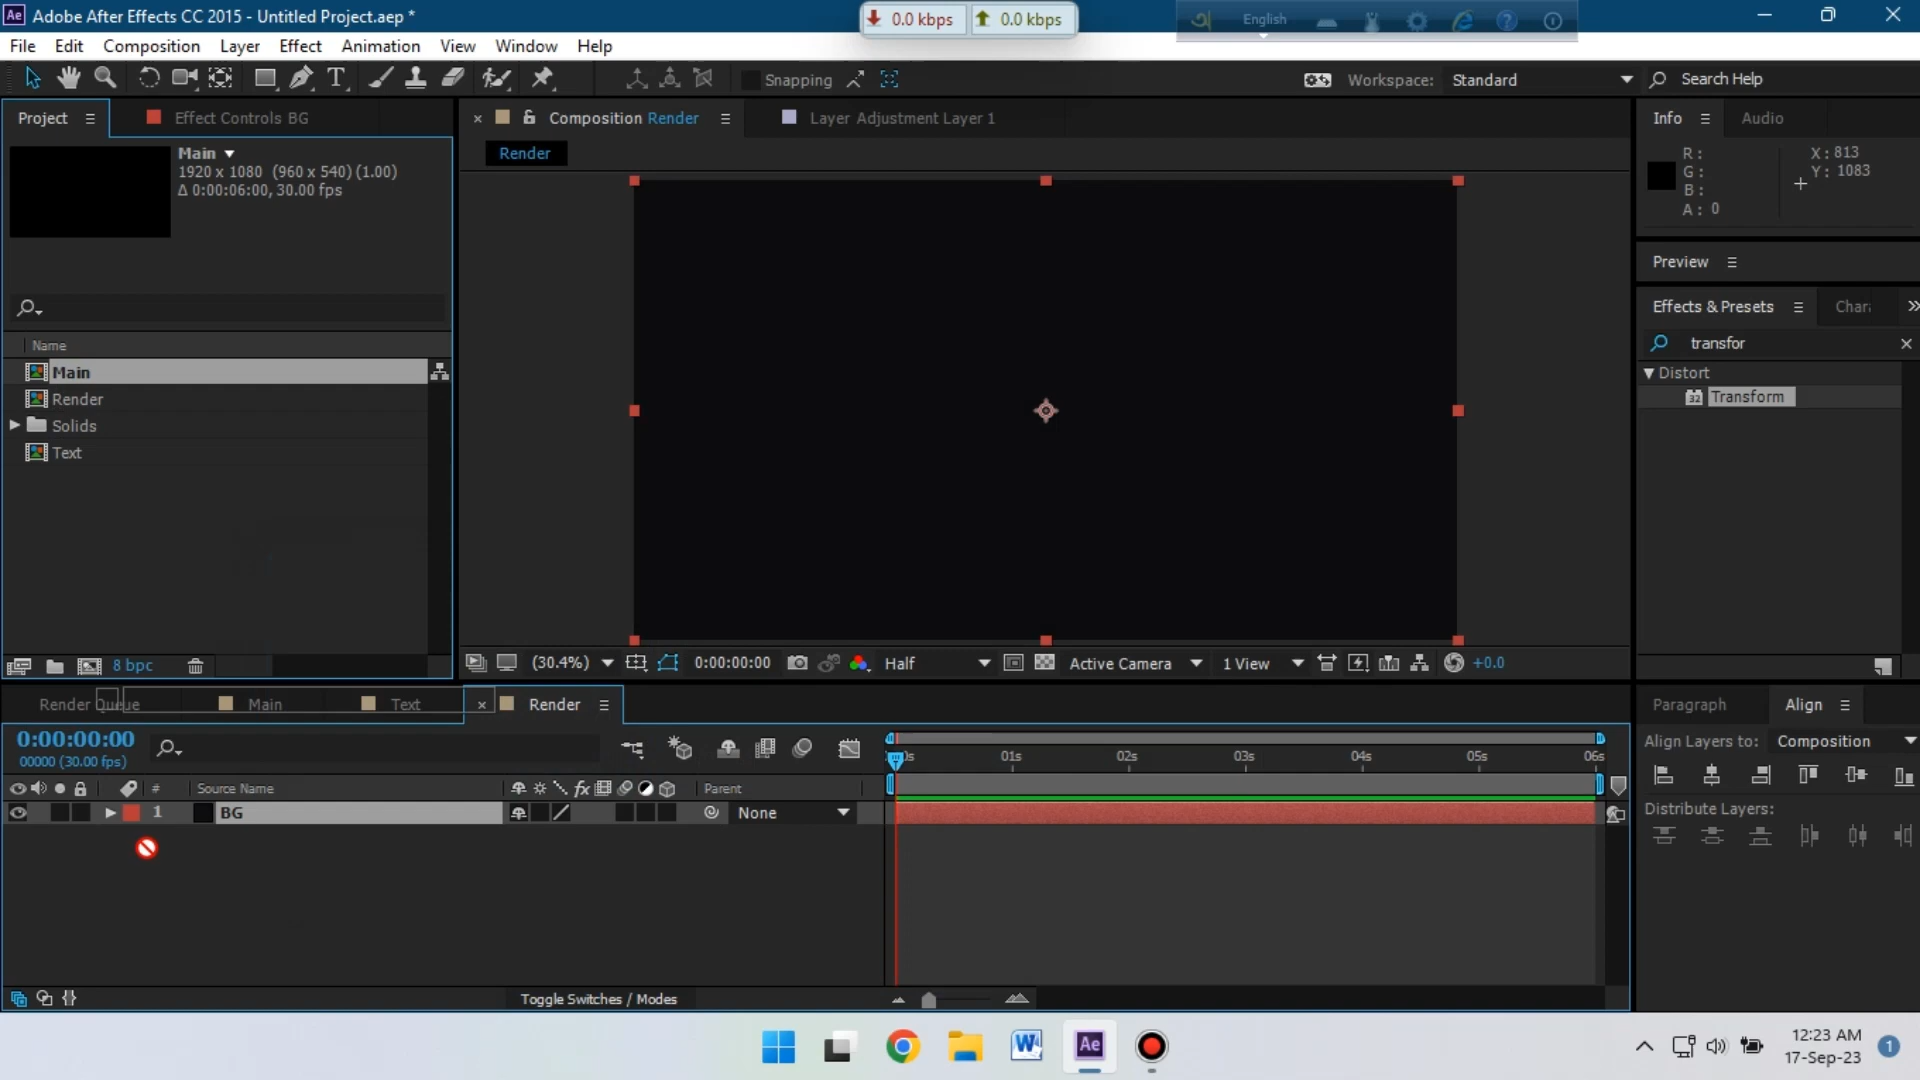 Adobe After Effects CC 2015 - Untitled Project.aep *
0.0 kbps
0.0 kbps
অ
English
File Edit Composition Layer Effect Animation View Window Help
Snapping
Workspace: Standard
Search Help
Project
Effect Controls BG
Composition Render
Layer Adjustment Layer 1
Info
Audio
Main
1920 x 1080 (960 x 540) (1.00)
Δ 0:00:06:00, 30.00 fps
Render
R:
G:
B:
A: 0
X: 813
Y: 1083
Preview
Effects & Presets
Chara
transfor
Distort
32 Transform
Name
Main
Render
Solids
Text
8 bpc
(30.4%)
0:00:00:00
Half
Active Camera
1 View
+0.0
Render Queue
Main
Text
Render
Paragraph
Align
0:00:00:00
00000 (30.00 fps)
01s
02s
03s
04s
05s
06s
Align Layers to: Composition
# Source Name
fx
Parent
1 BG
None
Distribute Layers:
Toggle Switches / Modes
W
Ae
12:23 AM
17-Sep-23
1